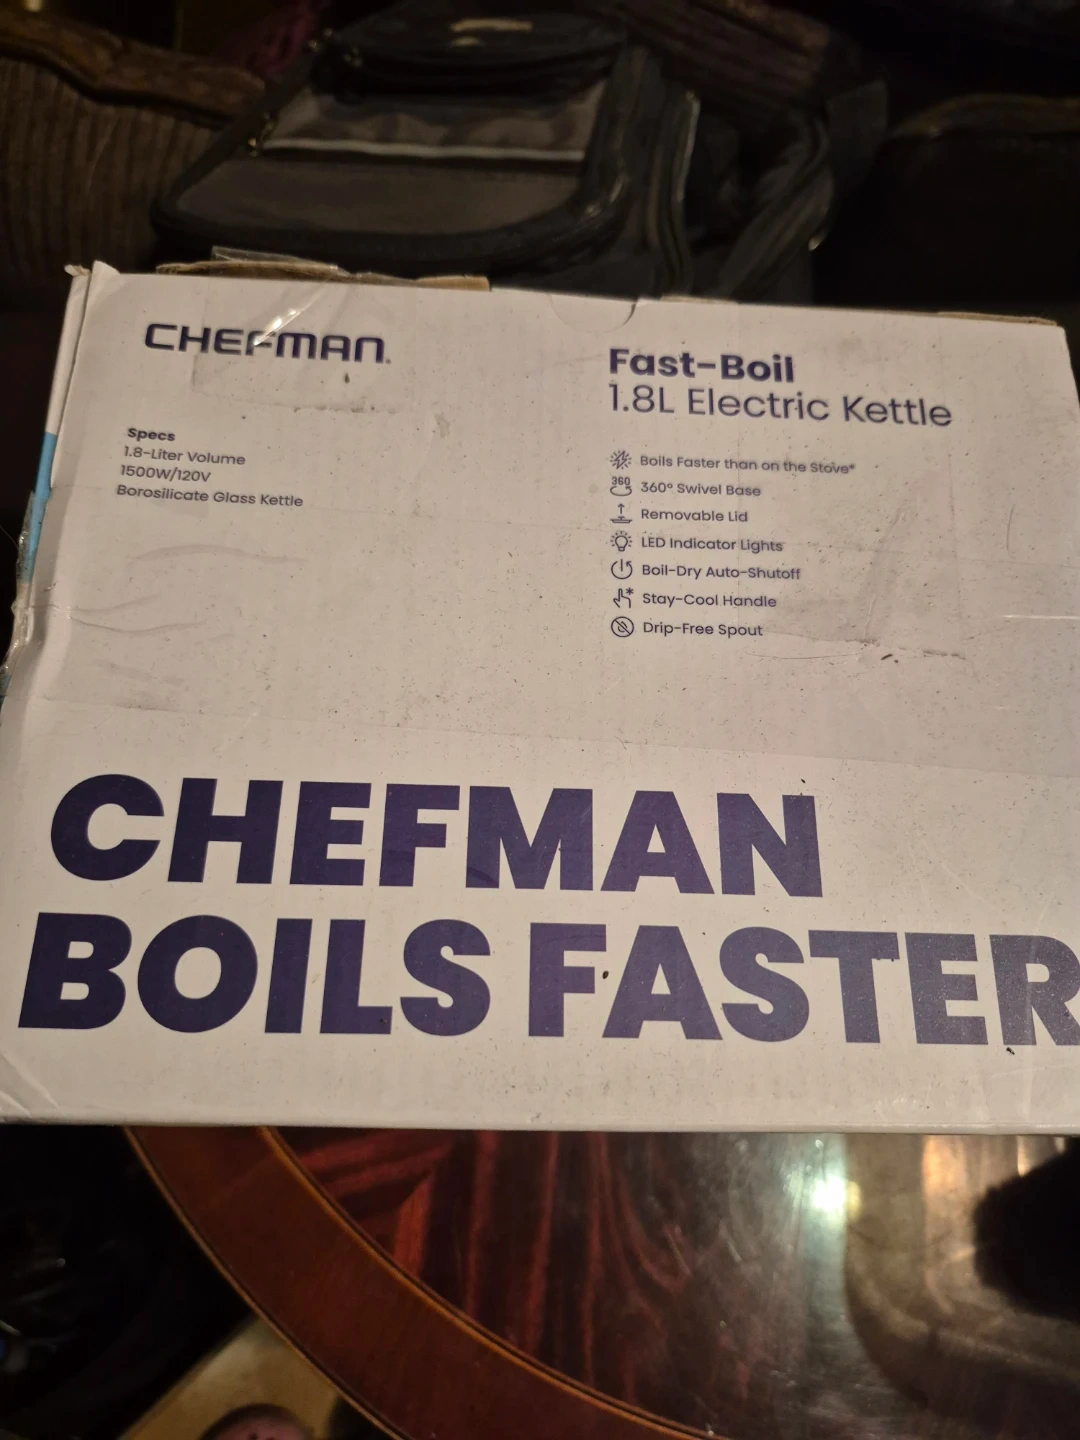 CHEFMAN.
Specs
1.8-Liter Volume
1500W/120V
Borosilicate Glass Kettle
Fast-Boil
1.8L Electric Kettle
Boils Faster than on the Stove*
360
360° Swivel Base
Removable Lid
LED Indicator Lights
Boil-Dry Auto-Shutoff
Stay-Cool Handle
Drip-Free Spout
CHEFMAN
BOILS FASTER